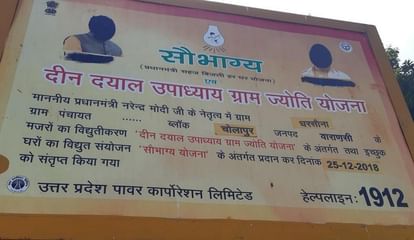 सौभाग्य
(प्रधानमंत्री सहज बिजली हर घर योजना)
एवं
दीन दयाल उपाध्याय ग्राम ज्योति योजना
माननीय प्रधानमंत्री नरेन्द्र मोदी जी के नेतृत्व में ग्राम धरसौना
ग्राम पंचायत ...... ब्लॉक चोलापुर जनपद वाराणसी के
मजरों का विद्युतीकरण "दीन दयाल उपाध्याय ग्राम ज्योति योजना" के अंतर्गत तथा इच्छुक
घरों का विद्युत संयोजन "सौभाग्य योजना" के अंतर्गत प्रदान कर दिनांक 25-12-2018
को संतृप्त किया गया
उत्तर प्रदेश पावर कार्पोरेशन लिमिटेड हेल्पलाइन: 1912